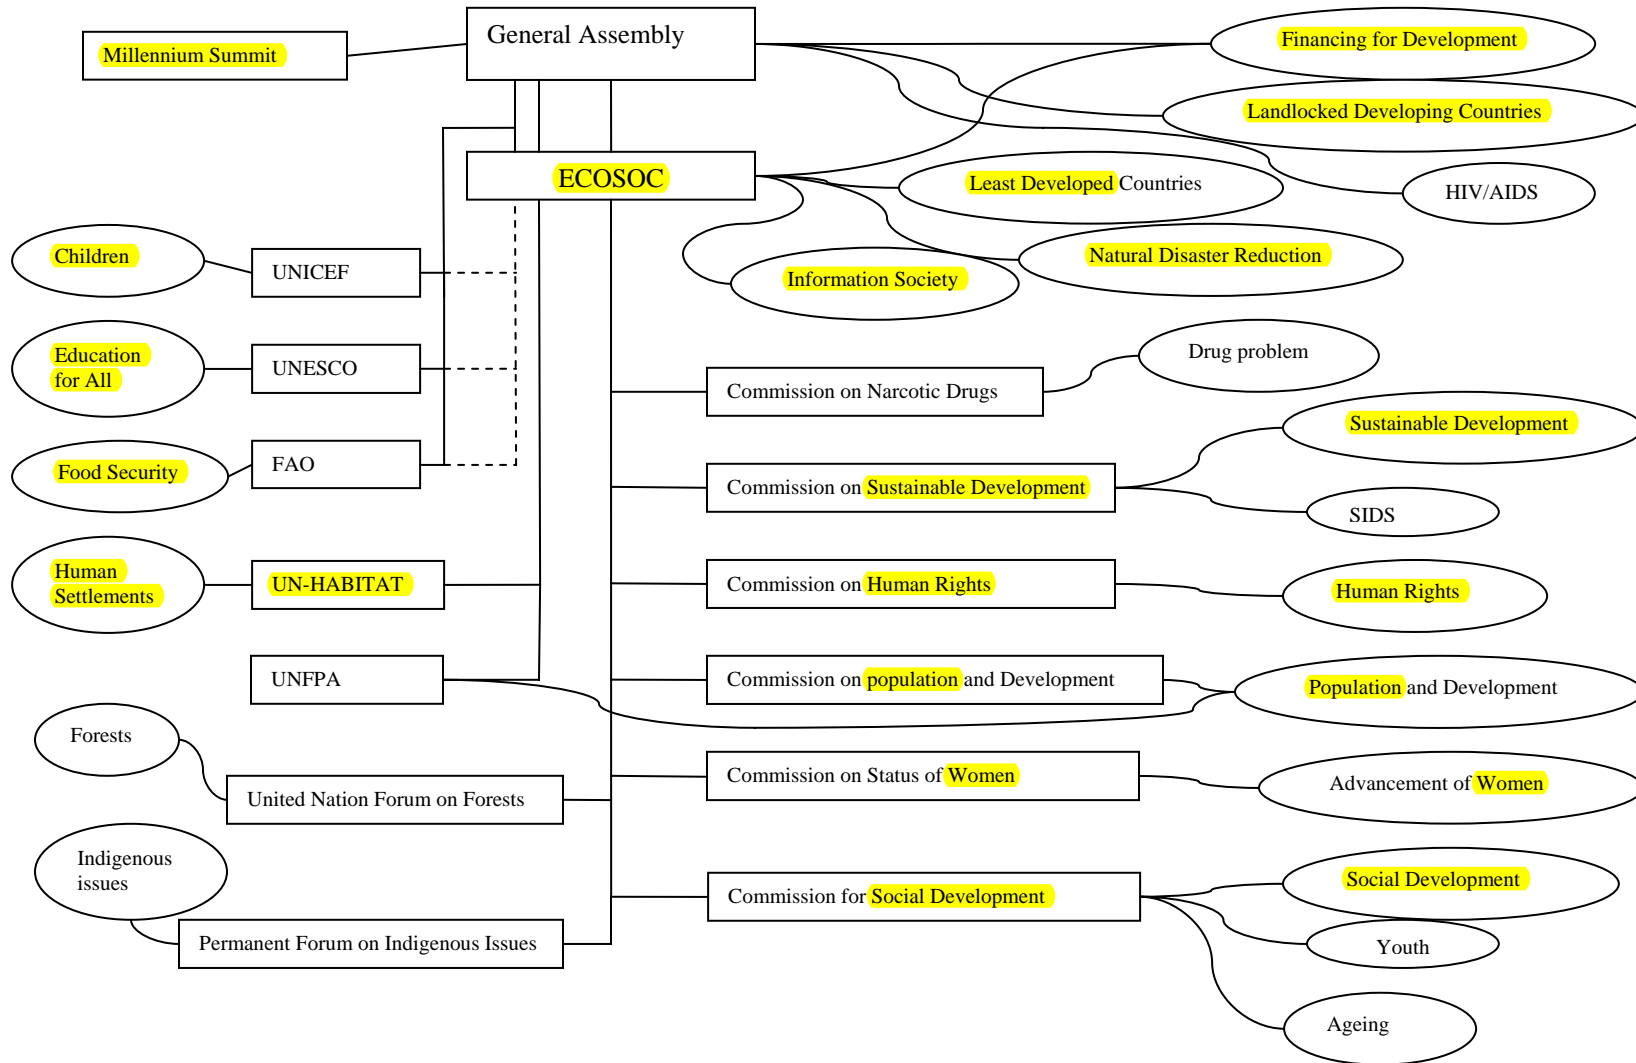 General Assembly
Millennium Summit
Financing for Development
Landlocked Developing Countries
HIV/AIDS
ECOSOC
Least Developed Countries
Natural Disaster Reduction
Information Society
Children
UNICEF
Education
for All
UNESCO
Food Security
FAO
Human
Settlements
UN-HABITAT
UNFPA
Forests
United Nation Forum on Forests
Indigenous
issues
Permanent Forum on Indigenous Issues
Commission on Narcotic Drugs
Drug problem
Commission on Sustainable Development
Sustainable Development
SIDS
Commission on Human Rights
Human Rights
Commission on population and Development
Population and Development
Commission on Status of Women
Advancement of Women
Commission for Social Development
Social Development
Youth
Ageing